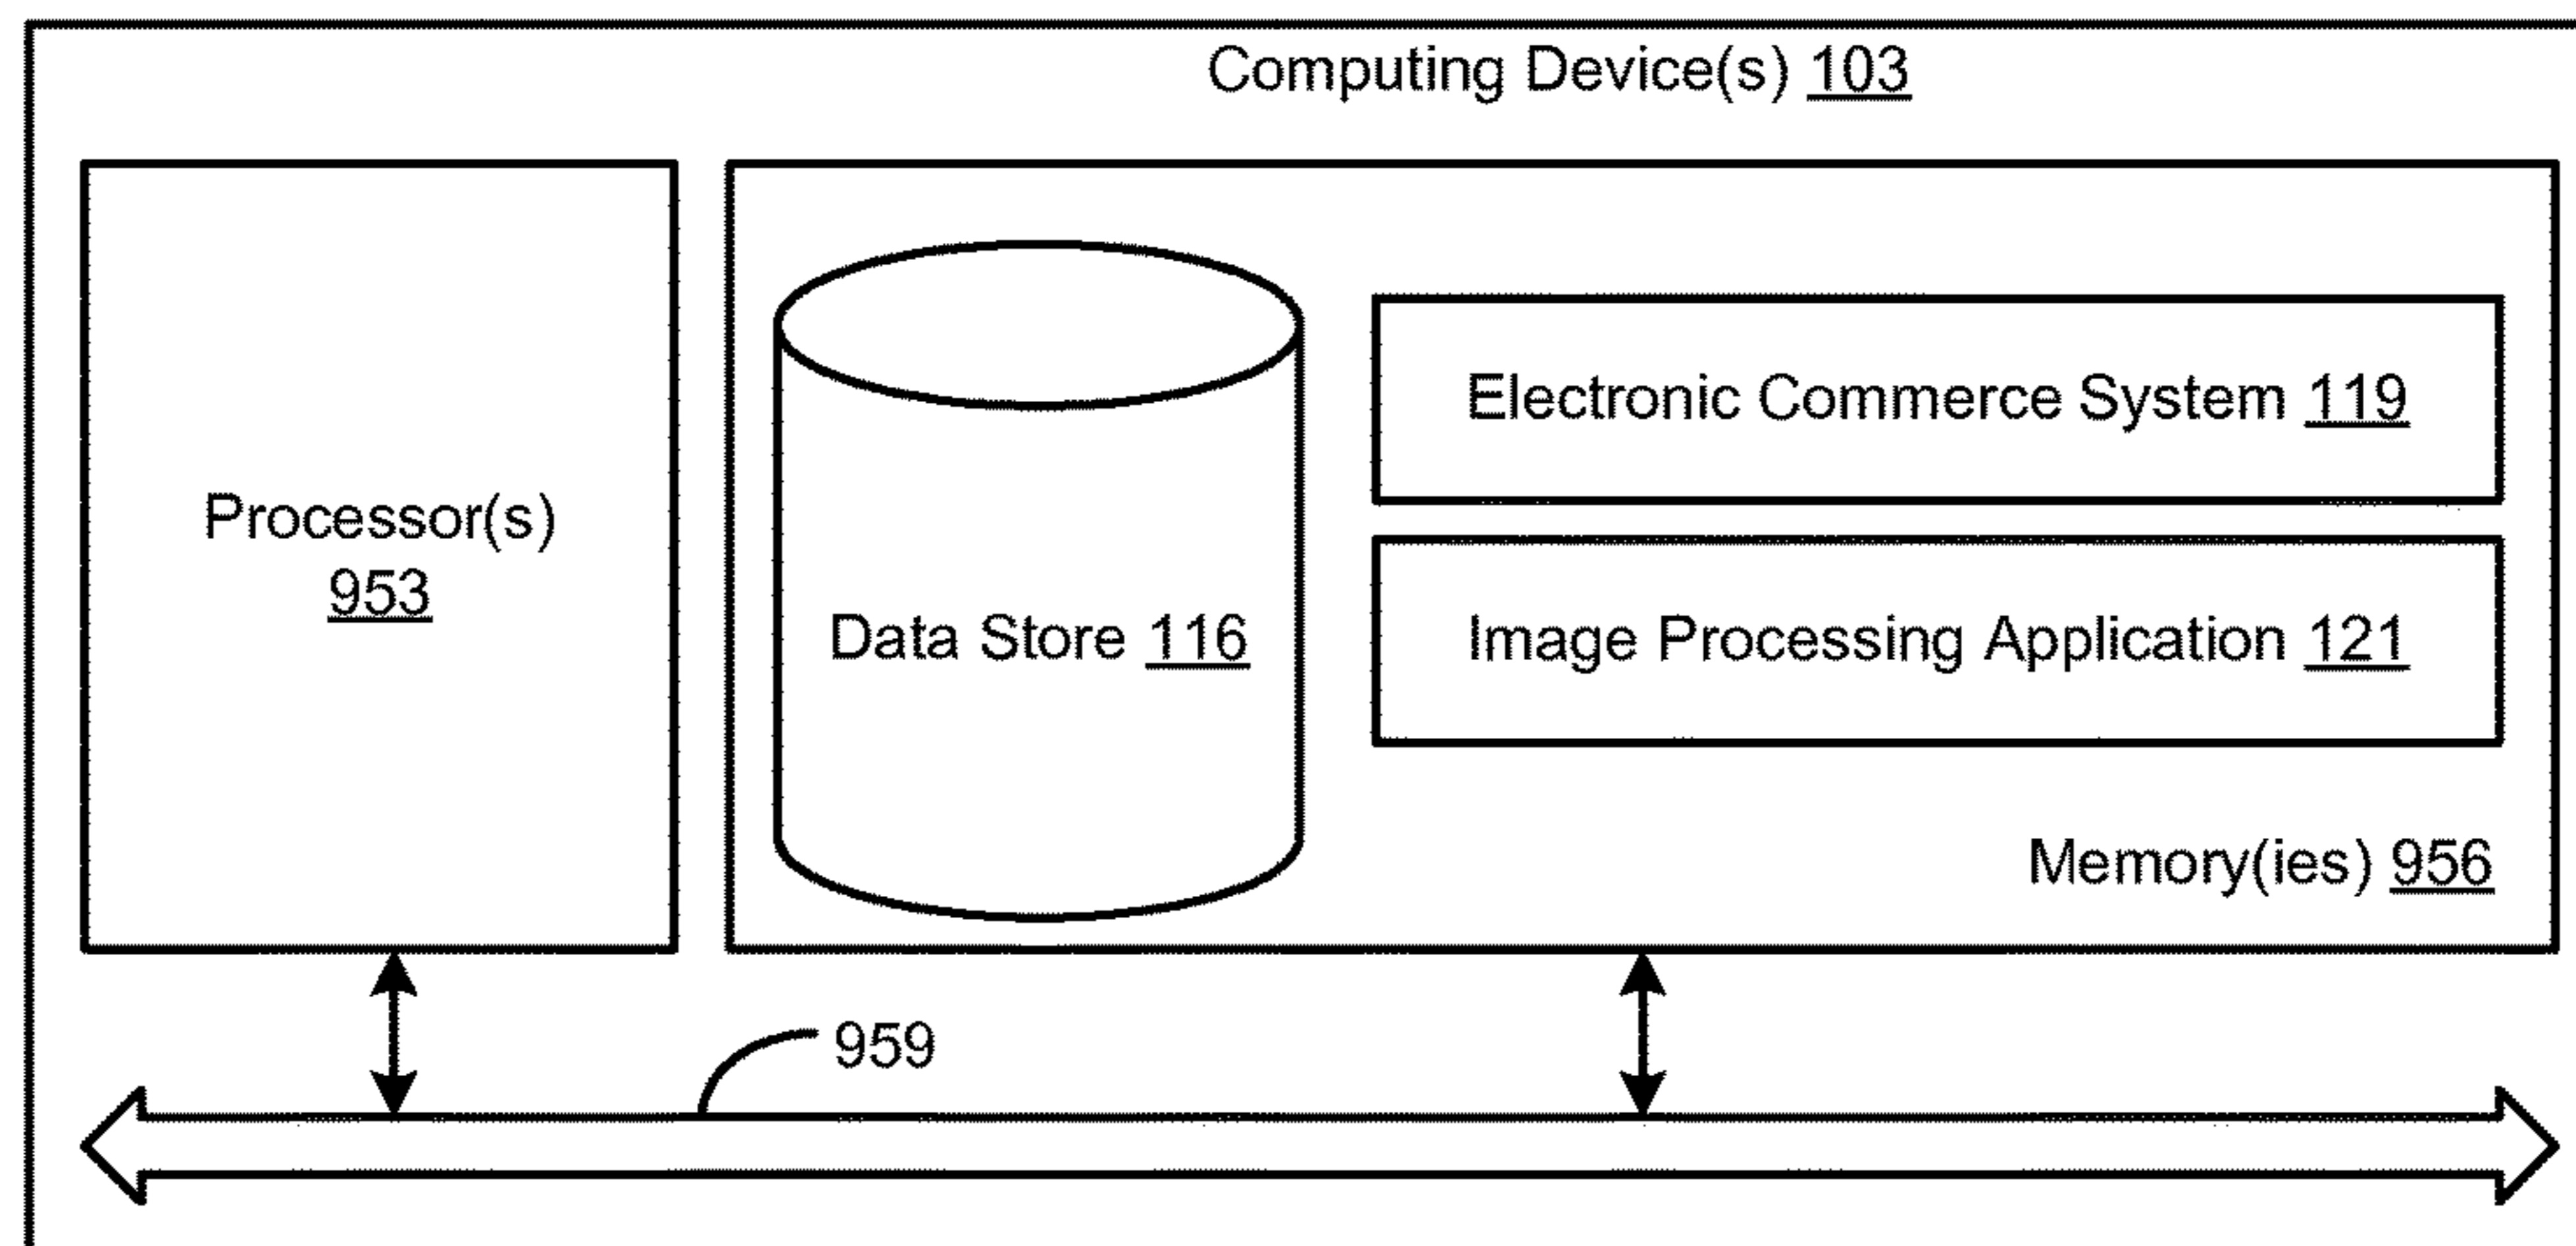 Computing Device(s) 103
Processor(s)
953
Data Store 116
Electronic Commerce System 119
Image Processing Application 121
Memory(ies) 956
959